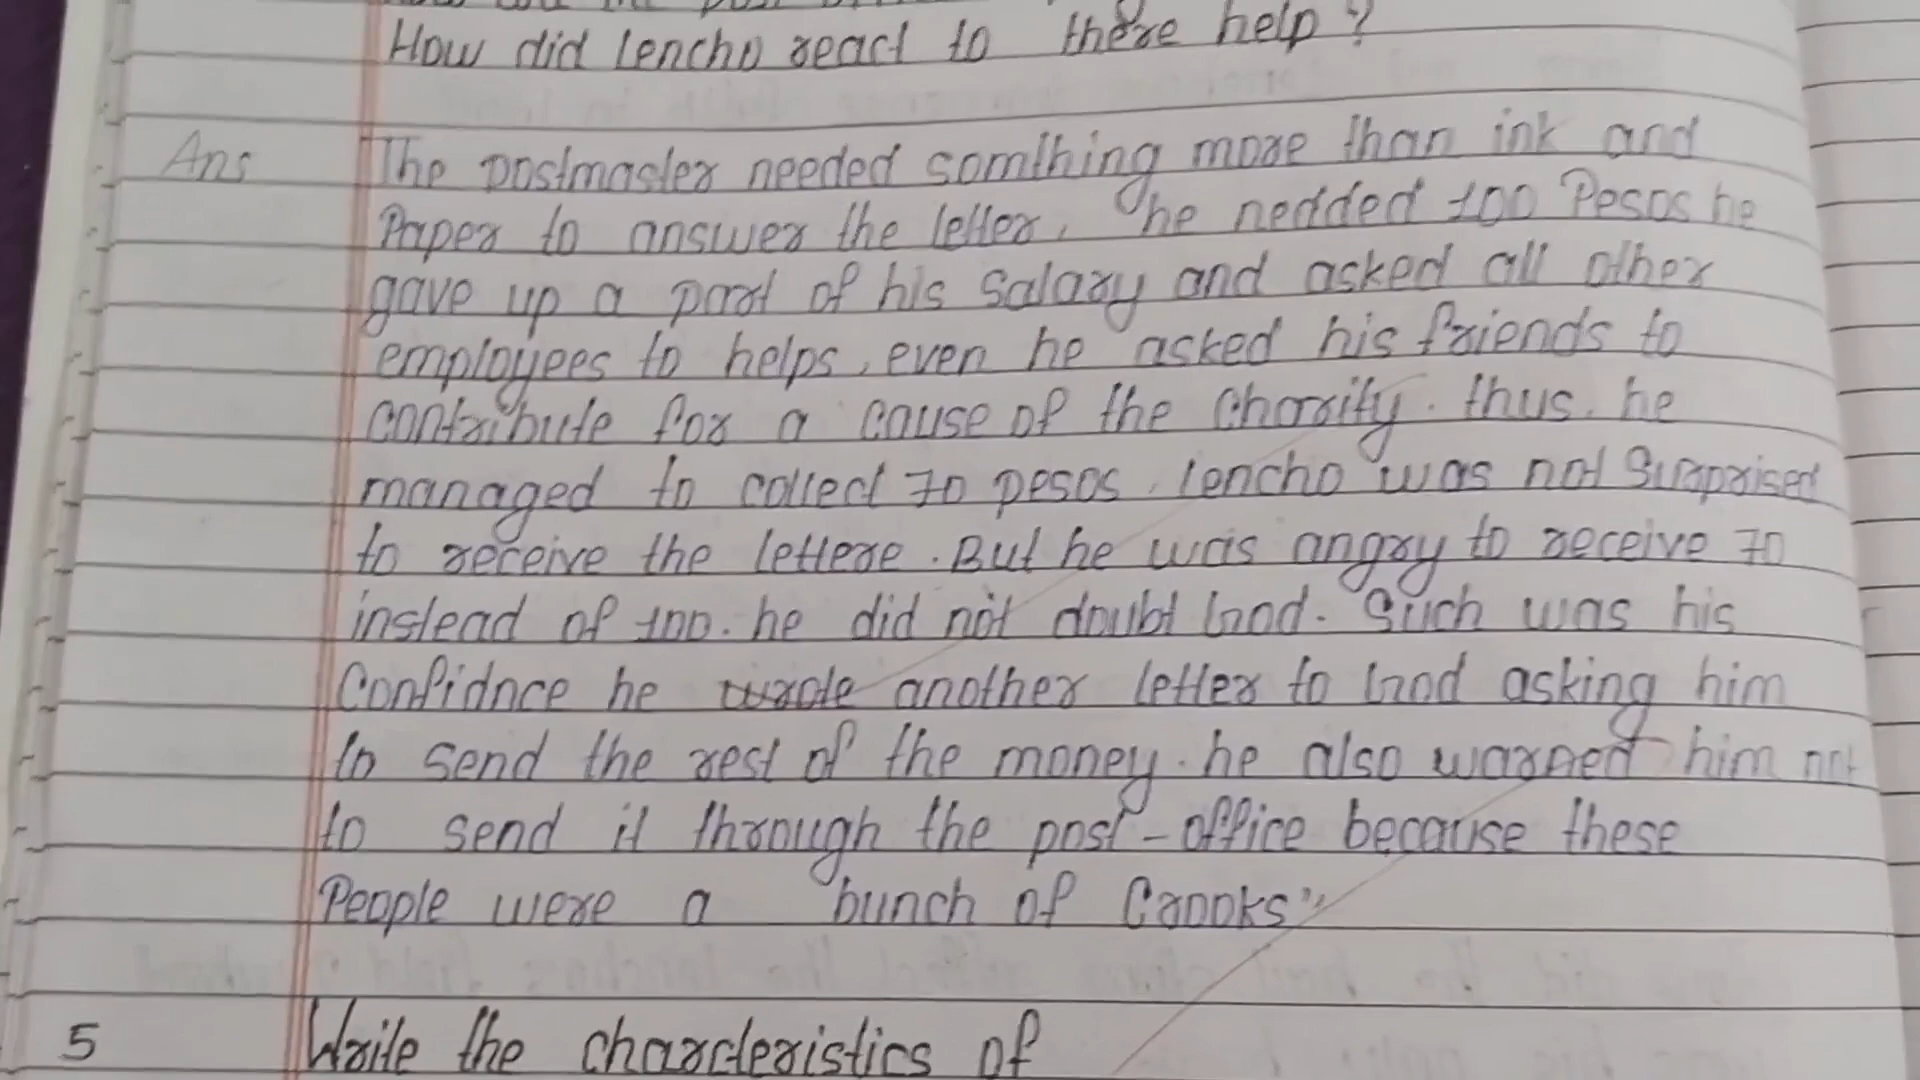 How did lencho react to there help?
Ans The postmaster needed somthing more than ink and
Paper to answer the letter, he nedded 100 Pesos he
gave up a part of his Salary and asked all other
employees to helps, even he asked his friends to
contribute for a cause of the Chority. thus. he
managed to collect 70 pesos. lencho was not Surprised
to receive the lettere. But he was angry to receive 70
instead of 100. he did not doubt God. Such was his
Confidnce he wrote another letter to God asking him
to send the rest of the money. he also warned him not
to send it through the post-office because these
People were a bunch of Crooks"
5 Write the charcteristics of